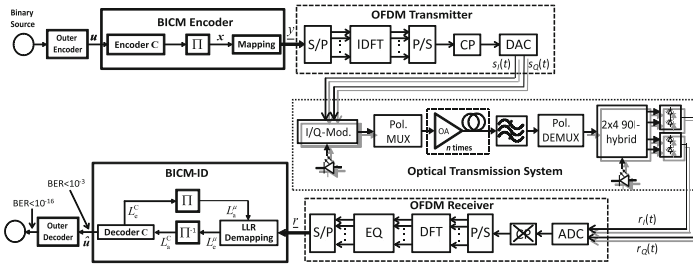 Binary
Source
Outer
Encoder
u
BICM Encoder
Encoder C
Π
x
Mapping
y
OFDM Transmitter
S/P
IDFT
P/S
CP
DAC
s_I(t)
s_Q(t)
I/Q-Mod.
Pol.
MUX
OA
n times
Pol.
DEMUX
2x4 90|-
hybrid
Optical Transmission System
BER<10^-16
BER<10^-3
Outer
Decoder
û
BICM-ID
Π
L_e^C
L_a^μ
Decoder C
L_a^C
Π^-1
L_e^μ
LLR
Demapping
r
OFDM Receiver
S/P
EQ
DFT
P/S
CP
ADC
r_I(t)
r_Q(t)